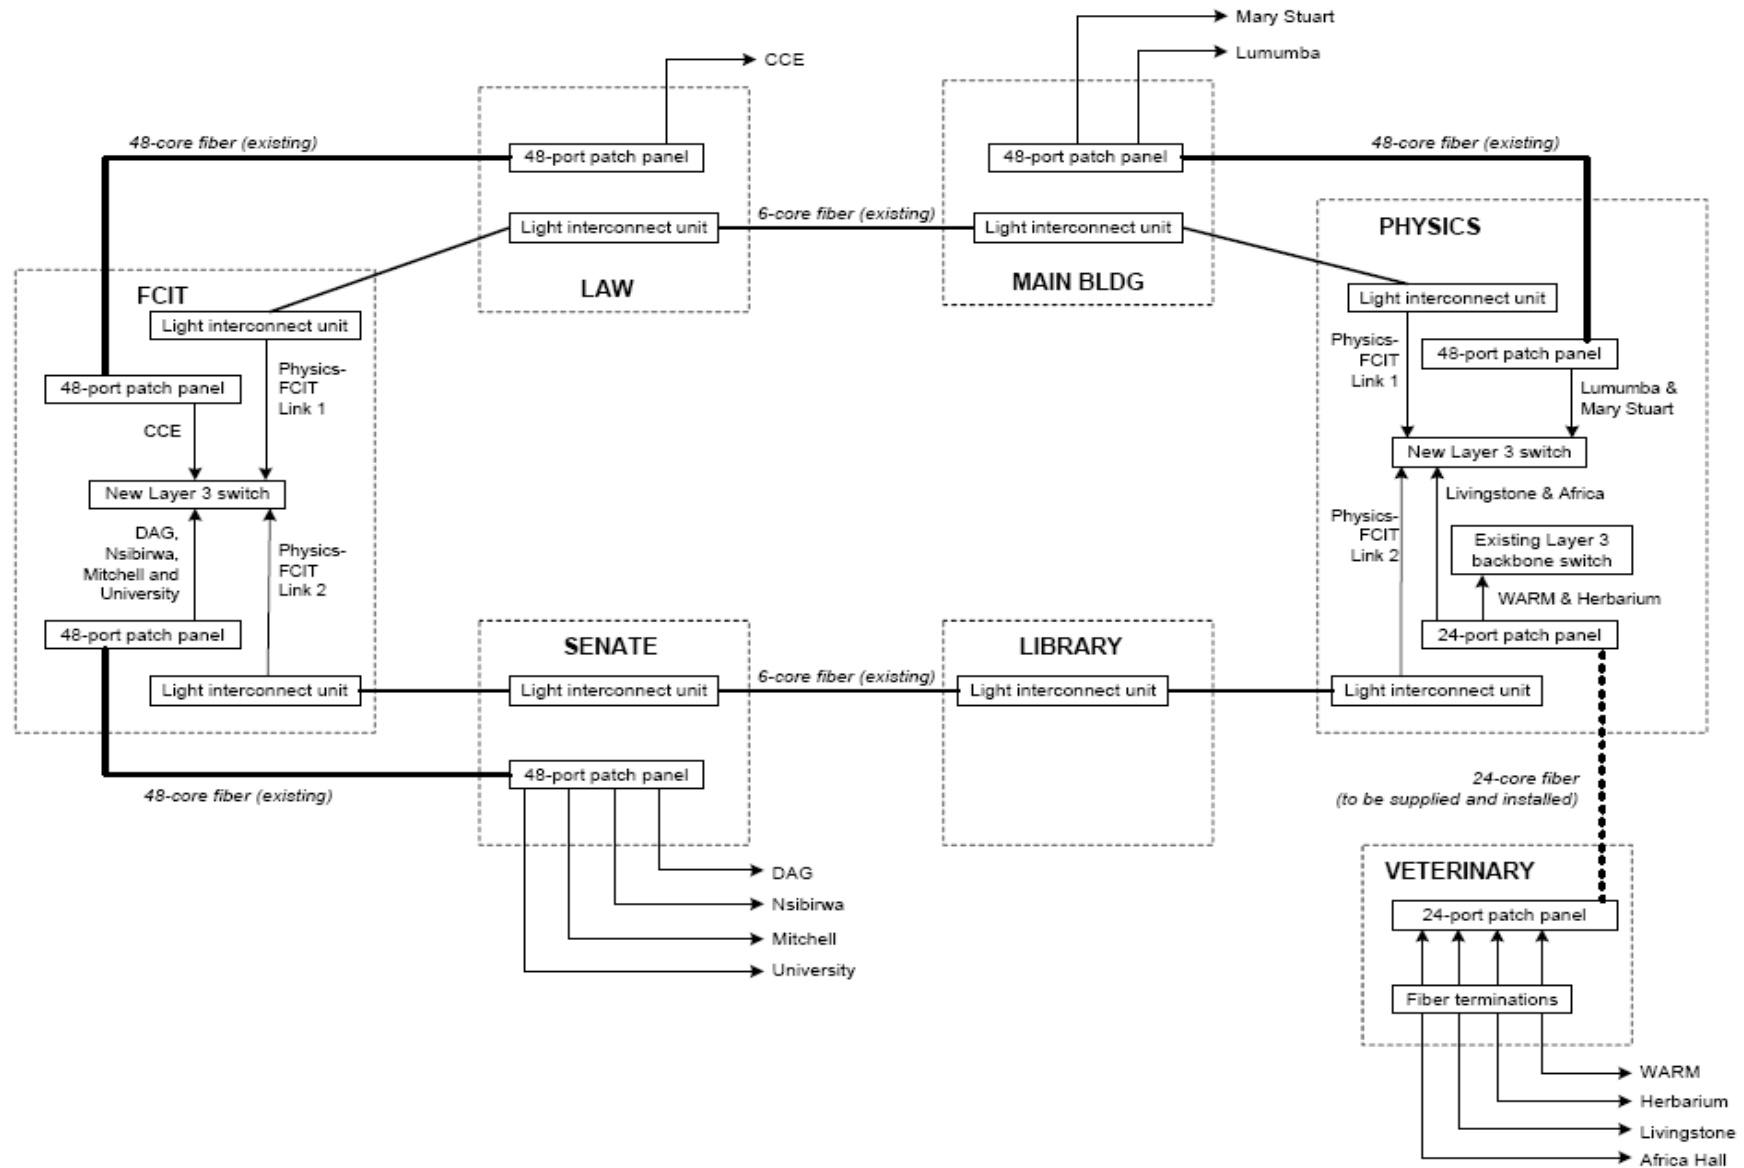 Mary Stuart
Lumumba
CCE
48-core fiber (existing)
48-port patch panel
48-port patch panel
48-core fiber (existing)
6-core fiber (existing)
Light interconnect unit
Light interconnect unit
LAW
MAIN BLDG
PHYSICS
Light interconnect unit
Physics-
FCIT
Link 1
48-port patch panel
Lumumba &
Mary Stuart
New Layer 3 switch
Livingstone & Africa
Physics-
FCIT
Link 2
Existing Layer 3
backbone switch
WARM & Herbarium
24-port patch panel
Light interconnect unit
FCIT
Light interconnect unit
48-port patch panel
Physics-
FCIT
Link 1
CCE
New Layer 3 switch
DAG,
Nsibirwa,
Mitchell and
University
Physics-
FCIT
Link 2
48-port patch panel
Light interconnect unit
SENATE
Light interconnect unit
6-core fiber (existing)
LIBRARY
Light interconnect unit
48-port patch panel
48-core fiber (existing)
DAG
Nsibirwa
Mitchell
University
24-core fiber
(to be supplied and installed)
VETERINARY
24-port patch panel
Fiber terminations
WARM
Herbarium
Livingstone
Africa Hall